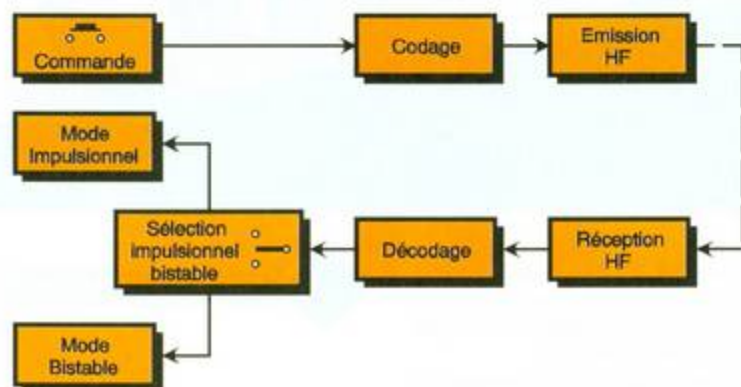 Commande
Codage
Emission
HF
Mode
Impulsionnel
Sélection
impulsionnel
bistable
Décodage
Réception
HF
Mode
Bistable